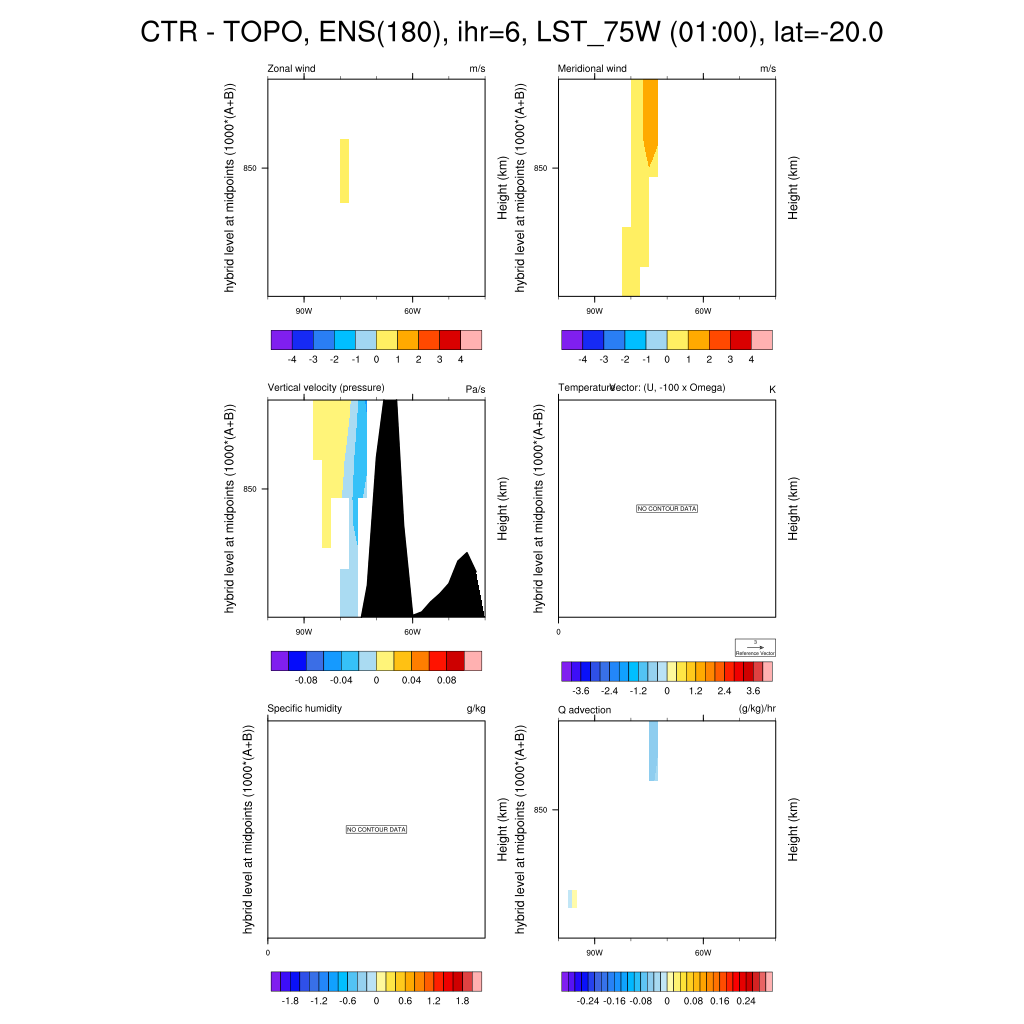 CTR - TOPO, ENS(180), ihr=6, LST_75W (01:00), lat=-20.0
Zonal wind m/s
hybrid level at midpoints (1000*(A+B))
850
Height (km)
90W 60W
-4 -3 -2 -1 0 1 2 3 4
Meridional wind m/s
hybrid level at midpoints (1000*(A+B))
850
Height (km)
90W 60W
-4 -3 -2 -1 0 1 2 3 4
Vertical velocity (pressure) Pa/s
hybrid level at midpoints (1000*(A+B))
850
Height (km)
90W 60W
-0.08 -0.04 0 0.04 0.08
Temperature Vector: (U, -100 x Omega) K
hybrid level at midpoints (1000*(A+B))
NO CONTOUR DATA
Height (km)
0
3
Reference Vector
-3.6 -2.4 -1.2 0 1.2 2.4 3.6
Specific humidity g/kg
hybrid level at midpoints (1000*(A+B))
NO CONTOUR DATA
Height (km)
0
-1.8 -1.2 -0.6 0 0.6 1.2 1.8
Q advection (g/kg)/hr
hybrid level at midpoints (1000*(A+B))
850
Height (km)
90W 60W
-0.24 -0.16 -0.08 0 0.08 0.16 0.24